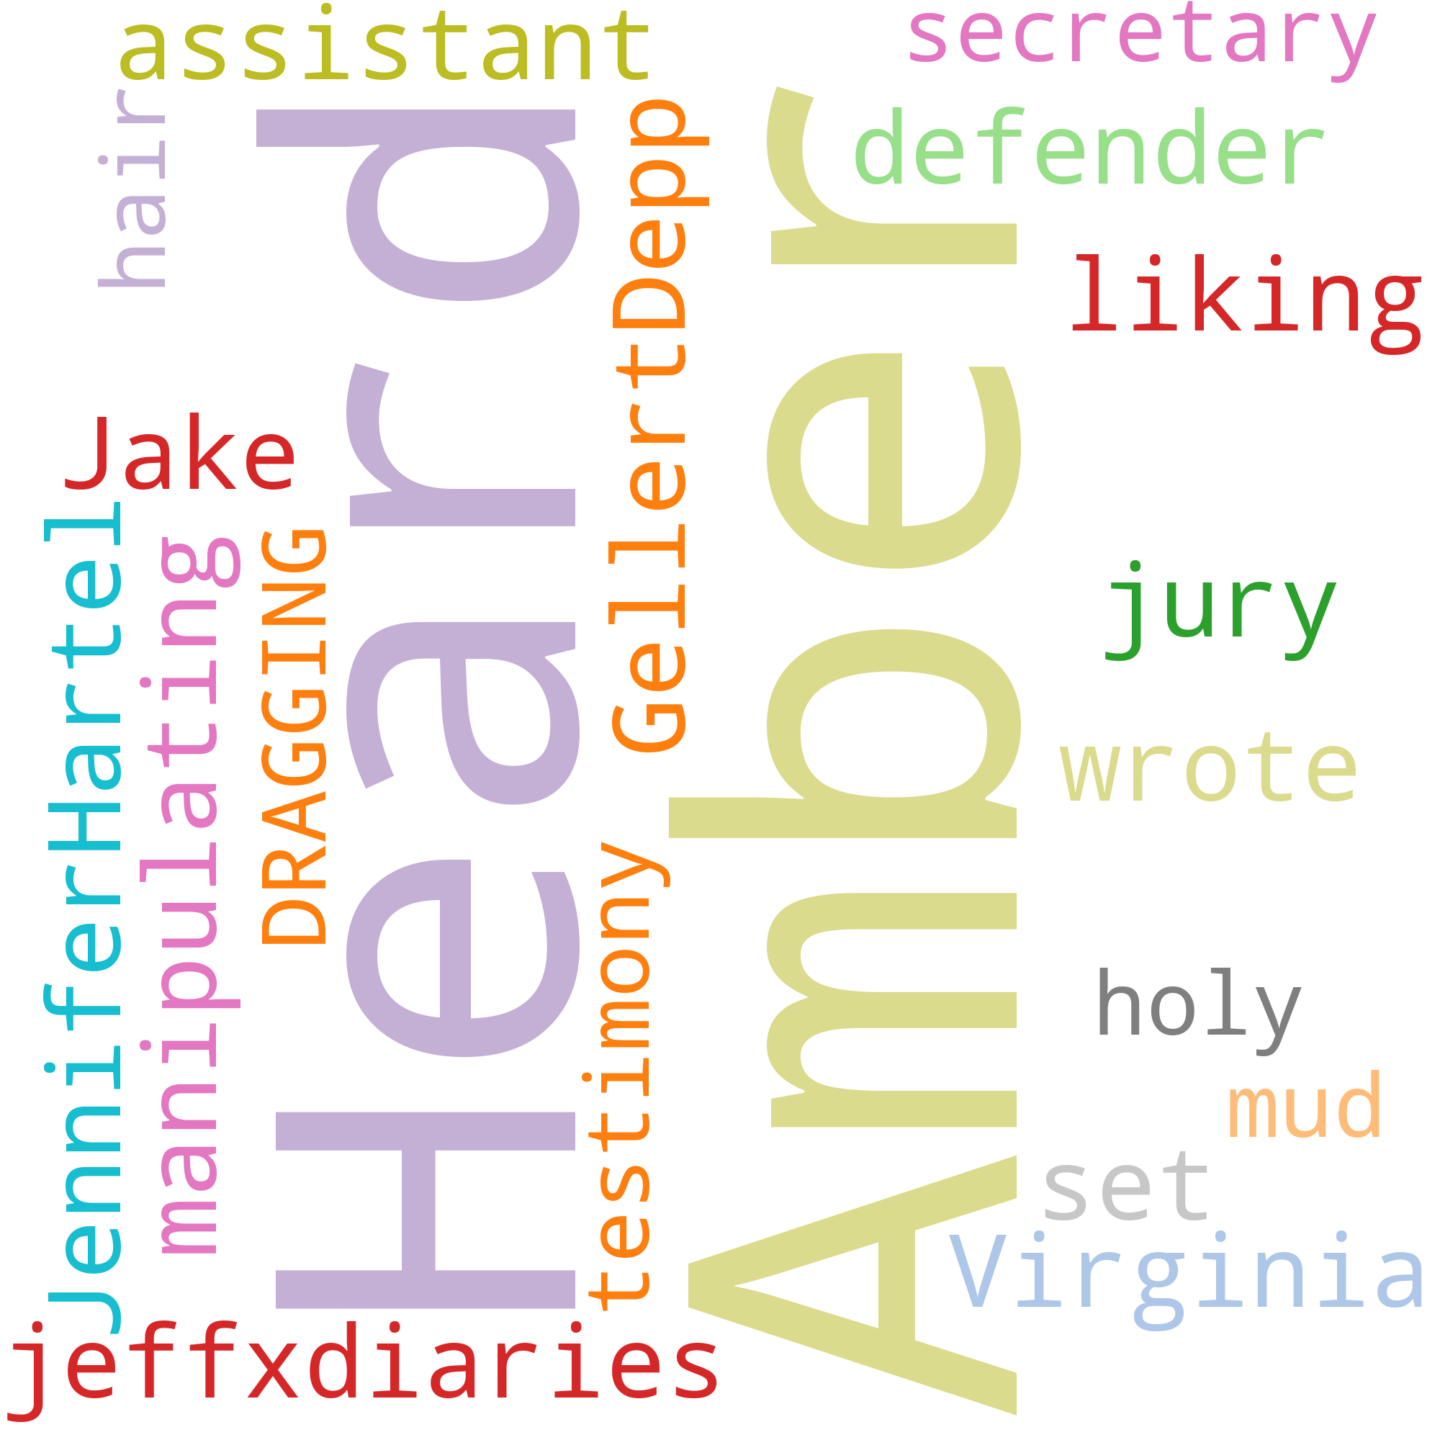 assistant
secretary
hair
Heard
GellertDepp
Amber
defender
liking
Jake
JenniferHartel
manipulating
DRAGGING
jury
wrote
testimony
holy
mud
set
Virginia
jeffxdiaries